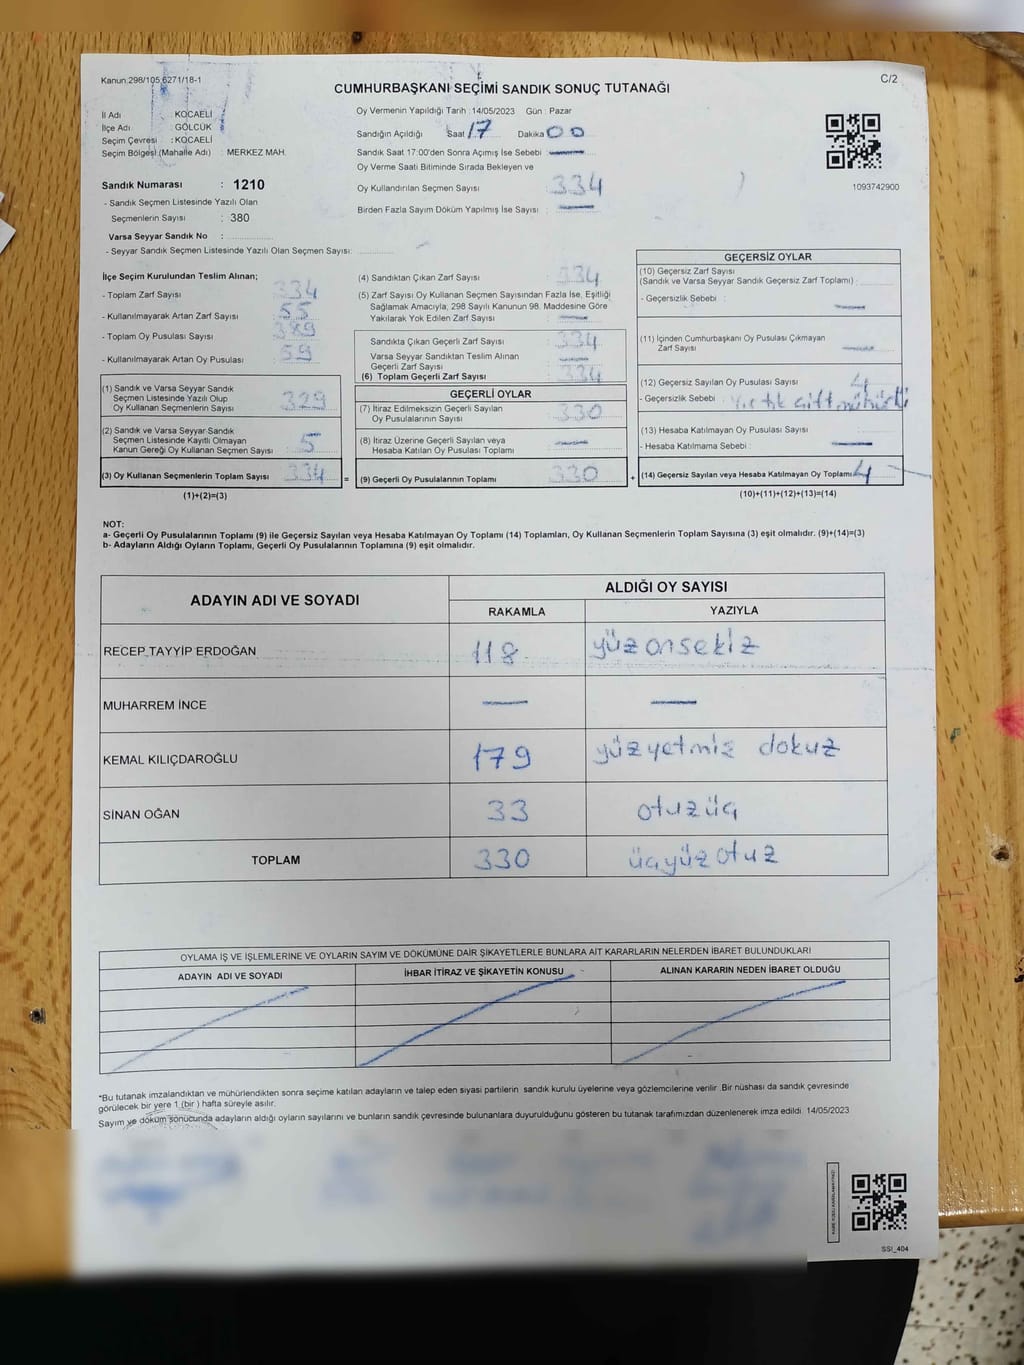 Kanun:298/105,6271/18-1
C/2
CUMHURBAŞKANI SEÇİMİ SANDIK SONUÇ TUTANAĞI
İl Adı : KOCAELİ
İlçe Adı : GÖLCÜK
Seçim Çevresi : KOCAELİ
Seçim Bölgesi (Mahalle Adı) : MERKEZ MAH.
Sandık Numarası : 1210
- Sandık Seçmen Listesinde Yazılı Olan
Seçmenlerin Sayısı : 380
Varsa Seyyar Sandık No :
- Seyyar Sandık Seçmen Listesinde Yazılı Olan Seçmen Sayısı:
Oy Vermenin Yapıldığı Tarih :14/05/2023 Gün : Pazar
Sandığın Açıldığı Saat 17 Dakika 00
Sandık Saat 17:00'den Sonra Açımış İse Sebebi : —
Oy Verme Saati Bitiminde Sırada Bekleyen ve
Oy Kullandırılan Seçmen Sayısı : 334
Birden Fazla Sayım Döküm Yapılmış İse Sayısı : —
1093742900
İlçe Seçim Kurulundan Teslim Alınan;
- Toplam Zarf Sayısı : 334
- Kullanılmayarak Artan Zarf Sayısı : 55
- Toplam Oy Pusulası Sayısı : 389
- Kullanılmayarak Artan Oy Pusulası : 59
(1) Sandık ve Varsa Seyyar Sandık
Seçmen Listesinde Yazılı Olup
Oy Kullanan Seçmenlerin Sayısı : 329
(2) Sandık ve Varsa Seyyar Sandık
Seçmen Listesinde Kayıtlı Olmayan
Kanun Gereği Oy Kullanan Seçmen Sayısı : 5
(3) Oy Kullanan Seçmenlerin Toplam Sayısı : 334
(1)+(2)=(3)
(4) Sandıktan Çıkan Zarf Sayısı : 334
(5) Zarf Sayısı Oy Kullanan Seçmen Sayısından Fazla İse, Eşitliği
Sağlamak Amacıyla, 298 Sayılı Kanunun 98. Maddesine Göre
Yakılarak Yok Edilen Zarf Sayısı : —
Sandıkta Çıkan Geçerli Zarf Sayısı : 334
Varsa Seyyar Sandıktan Teslim Alınan
Geçerli Zarf Sayısı : —
(6) Toplam Geçerli Zarf Sayısı : 334
GEÇERLİ OYLAR
(7) İtiraz Edilmeksizin Geçerli Sayılan
Oy Pusulalarının Sayısı : 330
(8) İtiraz Üzerine Geçerli Sayılan veya
Hesaba Katılan Oy Pusulası Toplamı : —
= (9) Geçerli Oy Pusulalarının Toplamı : 330
GEÇERSİZ OYLAR
(10) Geçersiz Zarf Sayısı
(Sandık ve Varsa Seyyar Sandık Geçersiz Zarf Toplamı) :
- Geçersizlik Sebebi : —
(11) İçinden Cumhurbaşkanı Oy Pusulası Çıkmayan
Zarf Sayısı : —
(12) Geçersiz Sayılan Oy Pusulası Sayısı : 4
- Geçersizlik Sebebi : Yırtık çift mühürlü
(13) Hesaba Katılmayan Oy Pusulası Sayısı :
- Hesaba Katılmama Sebebi : —
+ (14) Geçersiz Sayılan veya Hesaba Katılmayan Oy Toplamı: 4
(10)+(11)+(12)+(13)=(14)
NOT:
a- Geçerli Oy Pusulalarının Toplamı (9) ile Geçersiz Sayılan veya Hesaba Katılmayan Oy Toplamı (14) Toplamları, Oy Kullanan Seçmenlerin Toplam Sayısına (3) eşit olmalıdır. (9)+(14)=(3)
b- Adayların Aldığı Oyların Toplamı, Geçerli Oy Pusulalarının Toplamına (9) eşit olmalıdır.
ADAYIN ADI VE SOYADI
ALDIĞI OY SAYISI
RAKAMLA YAZIYLA
RECEP TAYYİP ERDOĞAN 118 yüzonsekiz
MUHARREM İNCE — —
KEMAL KILIÇDAROĞLU 179 yüzyetmiş dokuz
SİNAN OĞAN 33 otuzüç
TOPLAM 330 üçyüzotuz
OYLAMA İŞ VE İŞLEMLERİNE VE OYLARIN SAYIM VE DÖKÜMÜNE DAİR ŞİKAYETLERLE BUNLARA AİT KARARLARIN NELERDEN İBARET BULUNDUKLARI
ADAYIN ADI VE SOYADI İHBAR İTİRAZ VE ŞİKAYETİN KONUSU ALINAN KARARIN NEDEN İBARET OLDUĞU
*Bu tutanak imzalandıktan ve mühürlendikten sonra seçime katılan adayların ve talep eden siyasi partilerin sandık kurulu üyelerine veya gözlemcilerine verilir. Bir nüshası da sandık çevresinde
görülecek bir yere 1 (bir) hafta süreyle asılır.
Sayım ve döküm sonucunda adayların aldığı oyların sayılarını ve bunların sandık çevresinde bulunanlara duyurulduğunu gösteren bu tutanak tarafımızdan düzenlenerek imza edildi. 14/05/2023
SSI_404